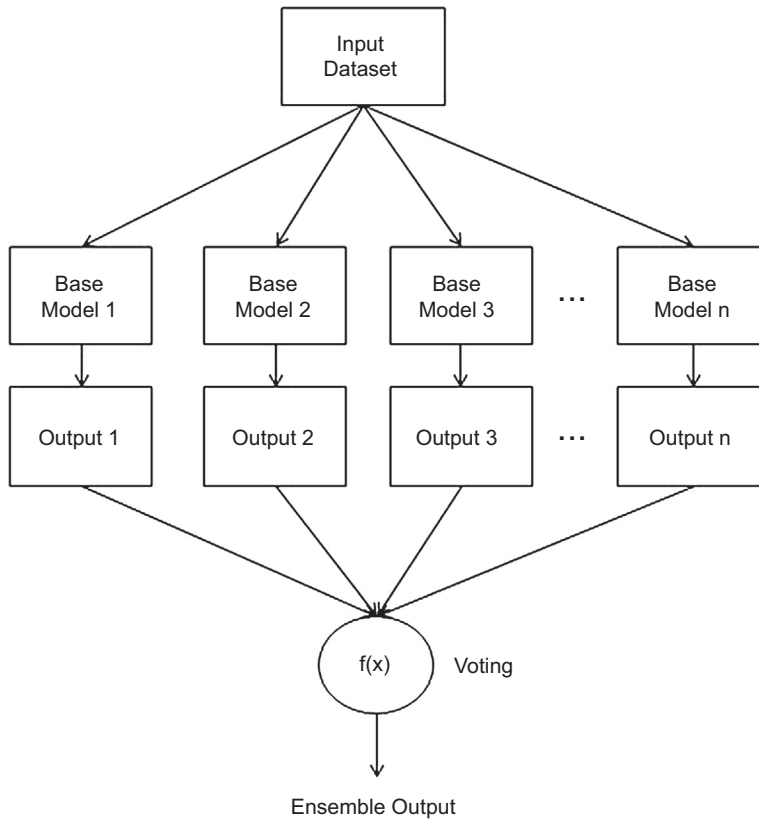 Input
Dataset
Base
Model 1
Base
Model 2
Base
Model 3
...
Base
Model n
Output 1
Output 2
Output 3
...
Output n
f(x)
Voting
Ensemble Output